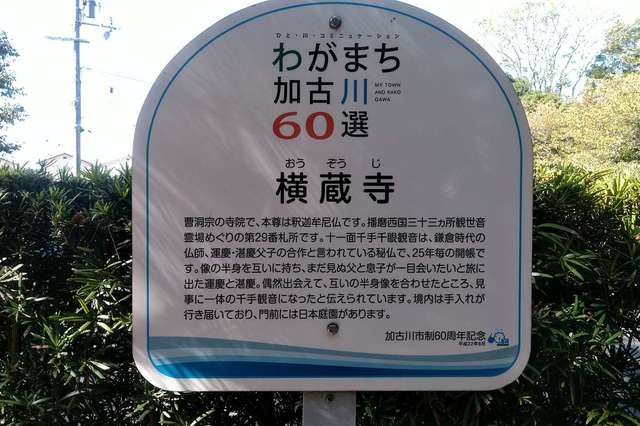 ひと・川・コミュニケーション
わがまち
加古川
MY TOWN
AND KAKO
GAWA
60選
おうぞうじ
横蔵寺
曹洞宗の寺院で、本尊は釈迦牟尼仏です。播磨西国三十三ヵ所観世音
霊場めぐりの第29番札所です。十一面千手千眼観音は、鎌倉時代の
仏師、運慶・湛慶父子の合作と言われている秘仏で、25年毎の開帳で
す。像の半身を互いに持ち、まだ見ぬ父と息子が一目会いたいと旅に
出た運慶と湛慶。偶然出会えて、互いの半身像を合わせたところ、見
事に一体の千手観音になったと伝えられています。境内は手入れが
行き届いており、門前には日本庭園があります。
加古川市制60周年記念
平成22年6月